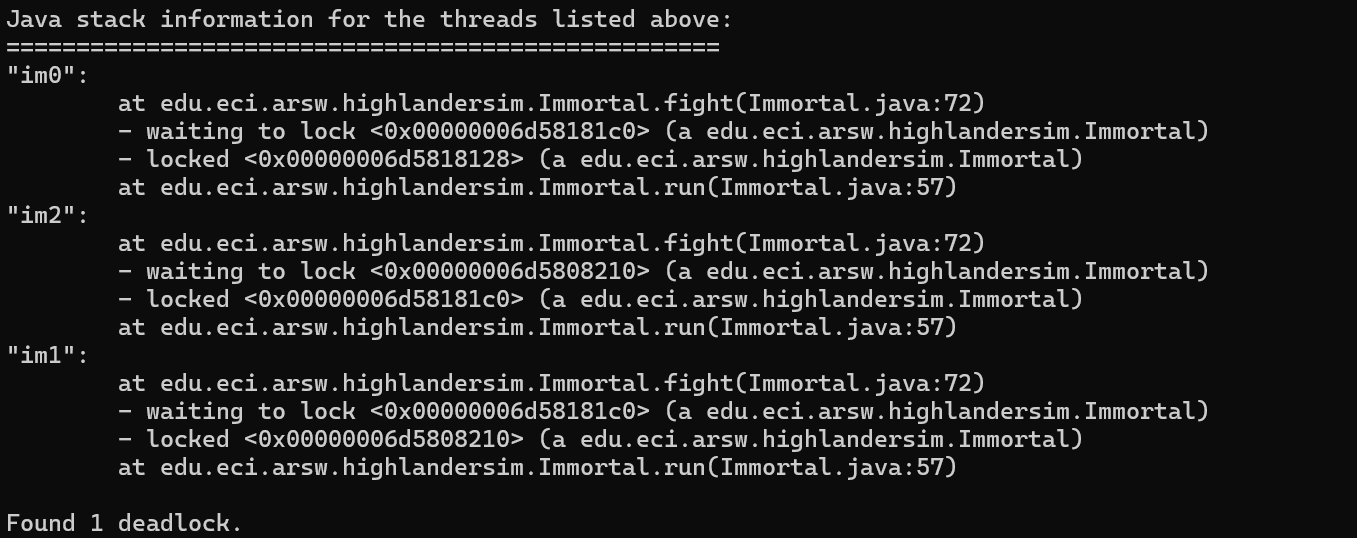 Java stack information for the threads listed above:
===================================================
"im0":
        at edu.eci.arsw.highlandersim.Immortal.fight(Immortal.java:72)
        - waiting to lock <0x00000006d58181c0> (a edu.eci.arsw.highlandersim.Immortal)
        - locked <0x00000006d5818128> (a edu.eci.arsw.highlandersim.Immortal)
        at edu.eci.arsw.highlandersim.Immortal.run(Immortal.java:57)
"im2":
        at edu.eci.arsw.highlandersim.Immortal.fight(Immortal.java:72)
        - waiting to lock <0x00000006d5808210> (a edu.eci.arsw.highlandersim.Immortal)
        - locked <0x00000006d58181c0> (a edu.eci.arsw.highlandersim.Immortal)
        at edu.eci.arsw.highlandersim.Immortal.run(Immortal.java:57)
"im1":
        at edu.eci.arsw.highlandersim.Immortal.fight(Immortal.java:72)
        - waiting to lock <0x00000006d58181c0> (a edu.eci.arsw.highlandersim.Immortal)
        - locked <0x00000006d5808210> (a edu.eci.arsw.highlandersim.Immortal)
        at edu.eci.arsw.highlandersim.Immortal.run(Immortal.java:57)

Found 1 deadlock.